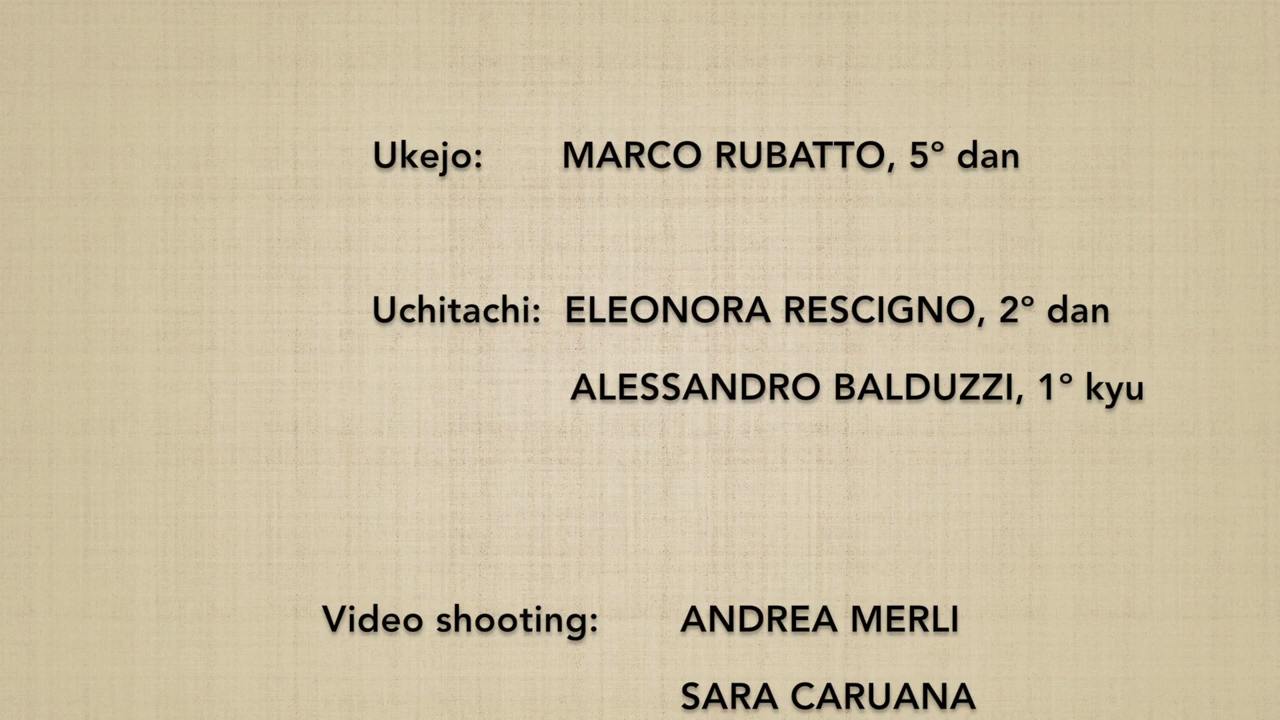 Ukejo: MARCO RUBATTO, 5° dan
Uchitachi: ELEONORA RESCIGNO, 2° dan
ALESSANDRO BALDUZZI, 1° kyu
Video shooting: ANDREA MERLI
SARA CARUANA